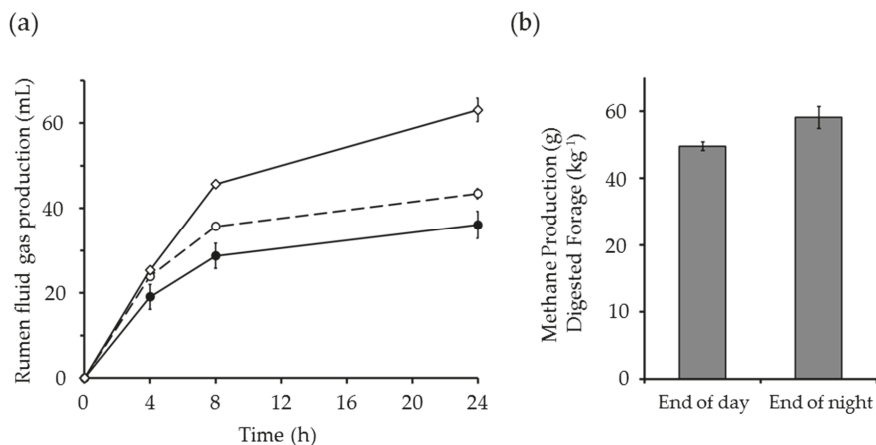 (a)
(b)
Rumen fluid gas production (mL)
60
40
20
0
0
4
8
12
16
20
24
Time (h)
Methane Production (g)
Digested Forage (kg⁻¹)
60
40
20
10
0
End of day
End of night